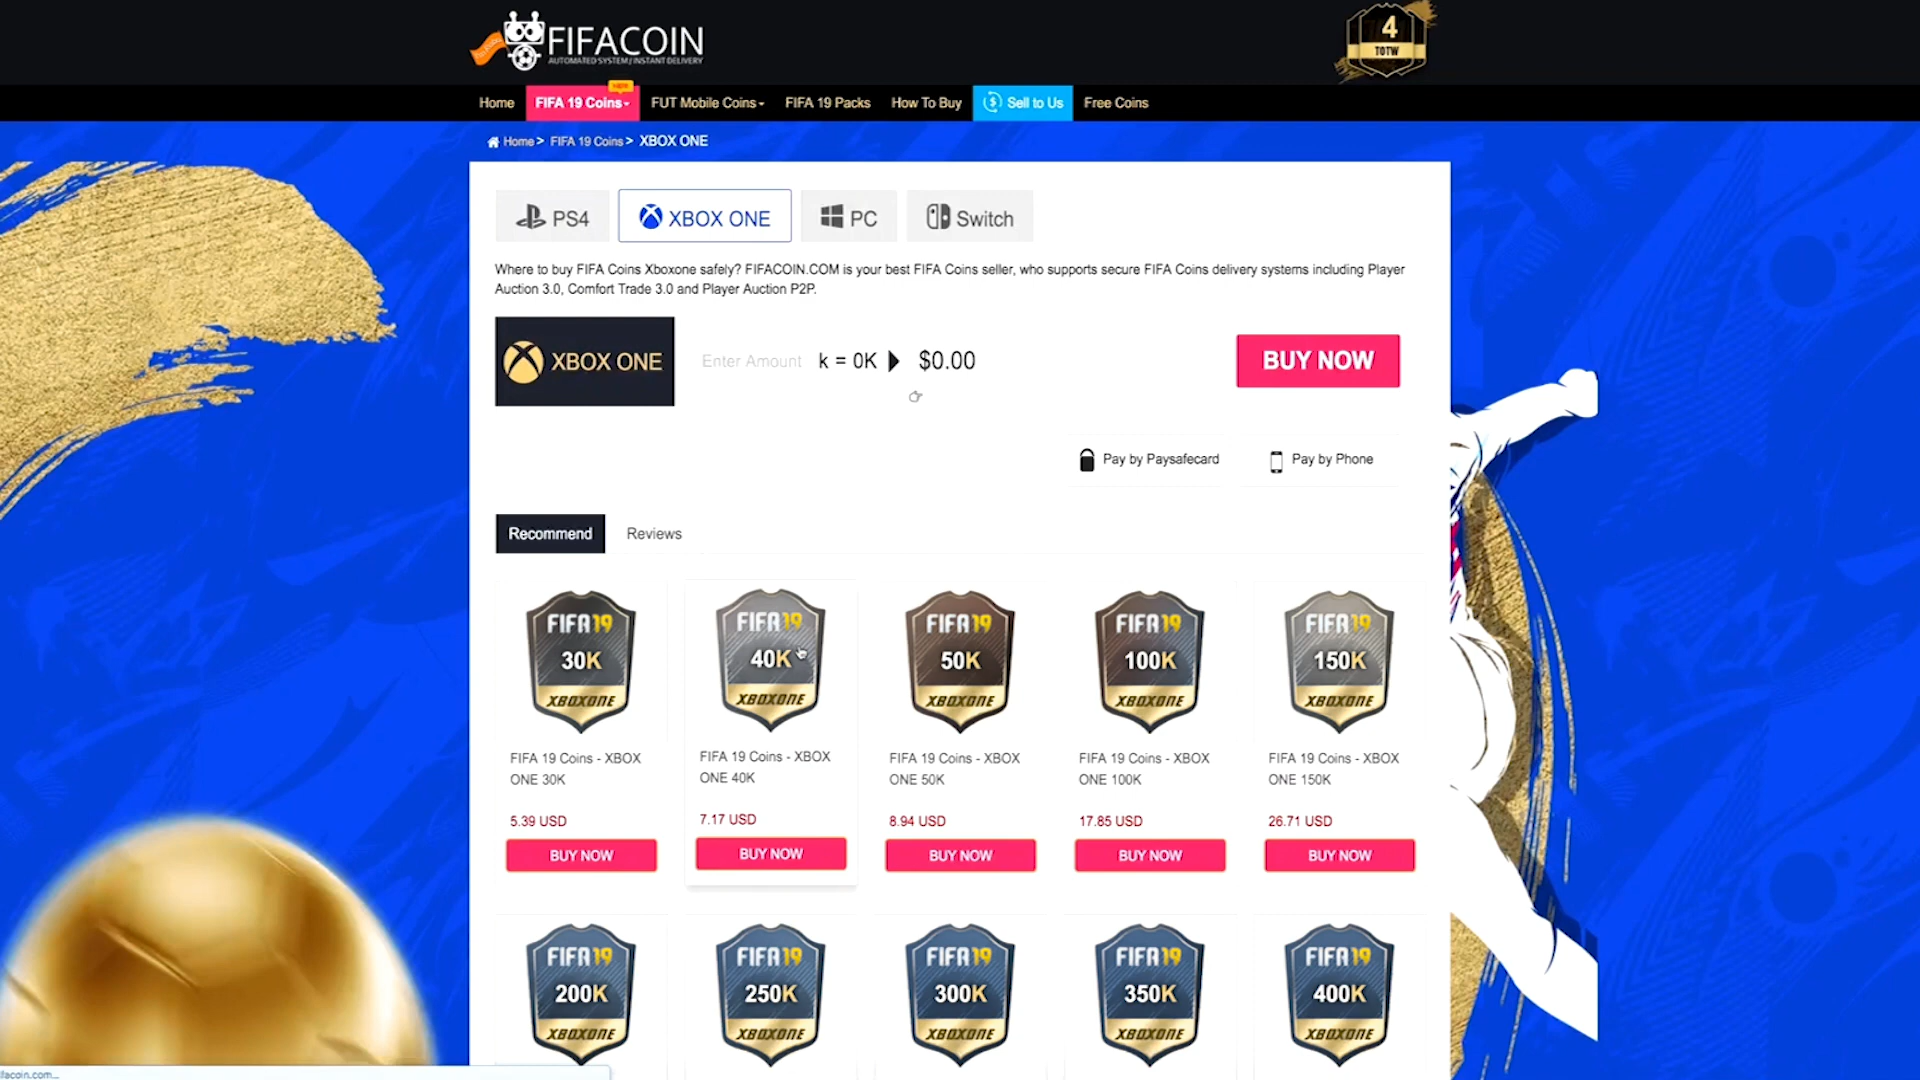 FIFACOIN
AUTOMATED SYSTEM / INSTANT DELIVERY
4
TOTW
Home
NEW
FIFA 19 Coins
FUT Mobile Coins
FIFA 19 Packs
How To Buy
$ Sell to Us
Free Coins
Home > FIFA 19 Coins > XBOX ONE
PS4
XBOX ONE
PC
Switch
Where to buy FIFA Coins Xboxone safely? FIFACOIN.COM is your best FIFA Coins seller, who supports secure FIFA Coins delivery systems including Player
Auction 3.0, Comfort Trade 3.0 and Player Auction P2P.
XBOX ONE
Enter Amount k = 0K $0.00
BUY NOW
Pay by Paysafecard
Pay by Phone
Recommend
Reviews
FIFA 19
30K
XBOXONE
FIFA 19 Coins - XBOX
ONE 30K
5.39 USD
BUY NOW
FIFA 19
40K
XBOXONE
FIFA 19 Coins - XBOX
ONE 40K
7.17 USD
BUY NOW
FIFA 19
50K
XBOXONE
FIFA 19 Coins - XBOX
ONE 50K
8.94 USD
BUY NOW
FIFA 19
100K
XBOXONE
FIFA 19 Coins - XBOX
ONE 100K
17.85 USD
BUY NOW
FIFA 19
150K
XBOXONE
FIFA 19 Coins - XBOX
ONE 150K
26.71 USD
BUY NOW
FIFA 19
200K
XBOXONE
FIFA 19
250K
XBOXONE
FIFA 19
300K
XBOXONE
FIFA 19
350K
XBOXONE
FIFA 19
400K
XBOXONE
ifacoin.com...